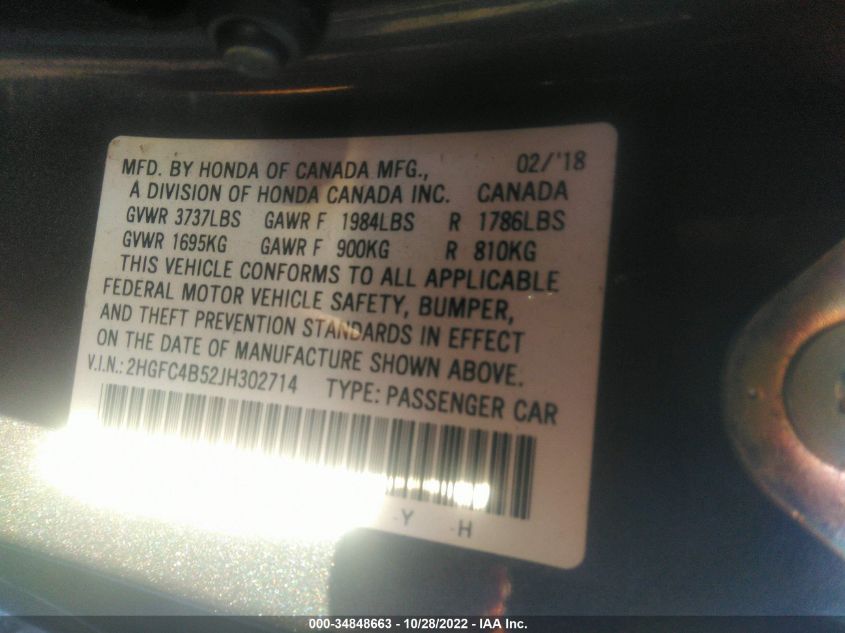 MFD. BY HONDA OF CANADA MFG., 02/'18
A DIVISION OF HONDA CANADA INC. CANADA
GVWR 3737LBS GAWR F 1984LBS R 1786LBS
GVWR 1695KG GAWR F 900KG R 810KG
THIS VEHICLE CONFORMS TO ALL APPLICABLE
FEDERAL MOTOR VEHICLE SAFETY, BUMPER,
AND THEFT PREVENTION STANDARDS IN EFFECT
ON THE DATE OF MANUFACTURE SHOWN ABOVE.
V.I.N.: 2HGFC4B52JH302714 TYPE: PASSENGER CAR
-Y -H
000-34848663 - 10/28/2022 - IAA Inc.